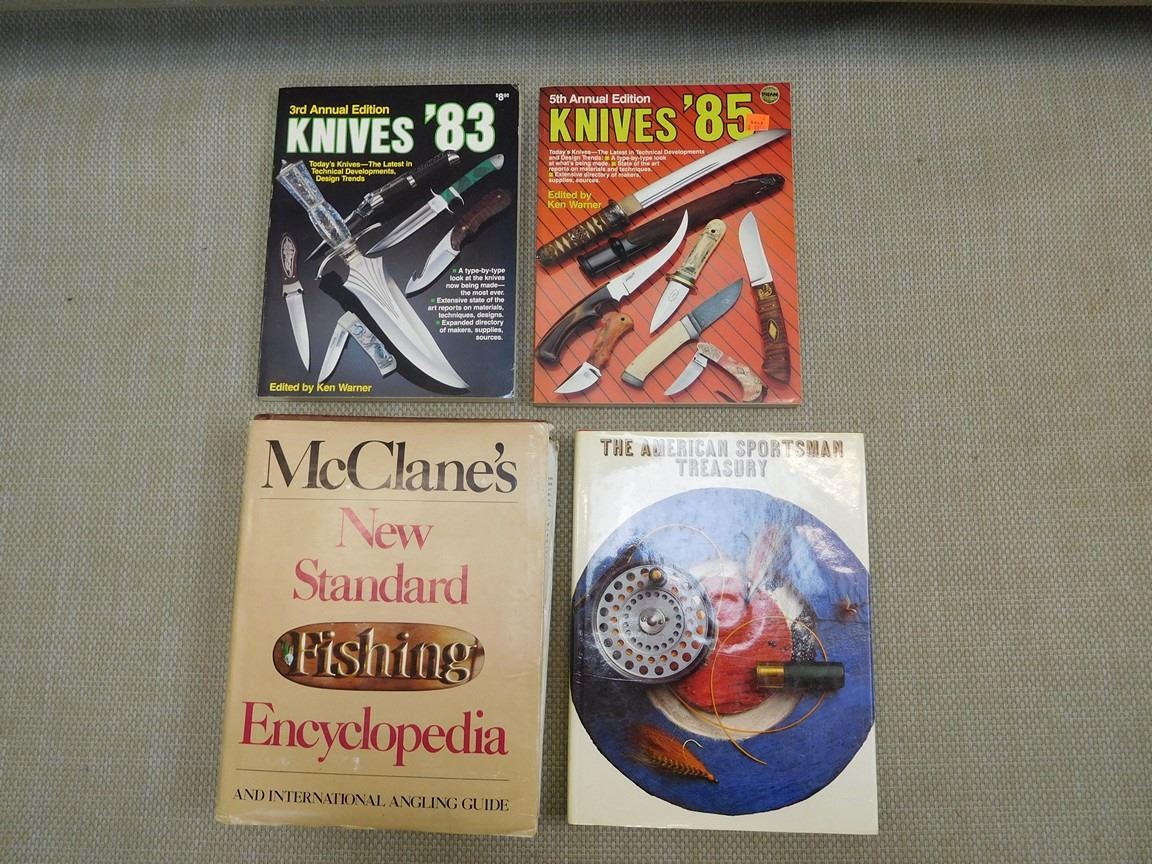 3rd Annual Edition
KNIVES '83
$8.95
Today's Knives—The Latest in
Technical Developments,
Design Trends
■ A type-by-type
look at the knives
now being made—
the most ever.
■ Extensive state of the
art reports on materials,
techniques, designs.
■ Expanded directory
of makers, supplies,
sources.
Edited by Ken Warner
5th Annual Edition
KNIVES '85
Today's Knives—The Latest in Technical Developments
and Design Trends: ■ A type-by-type look
at what's being made. ■ State of the art
reports on materials and techniques.
■ Extensive directory of makers,
supplies, sources.
Edited by
Ken Warner
McClane's
New
Standard
Fishing
Encyclopedia
AND INTERNATIONAL ANGLING GUIDE
THE AMERICAN SPORTSMAN
TREASURY